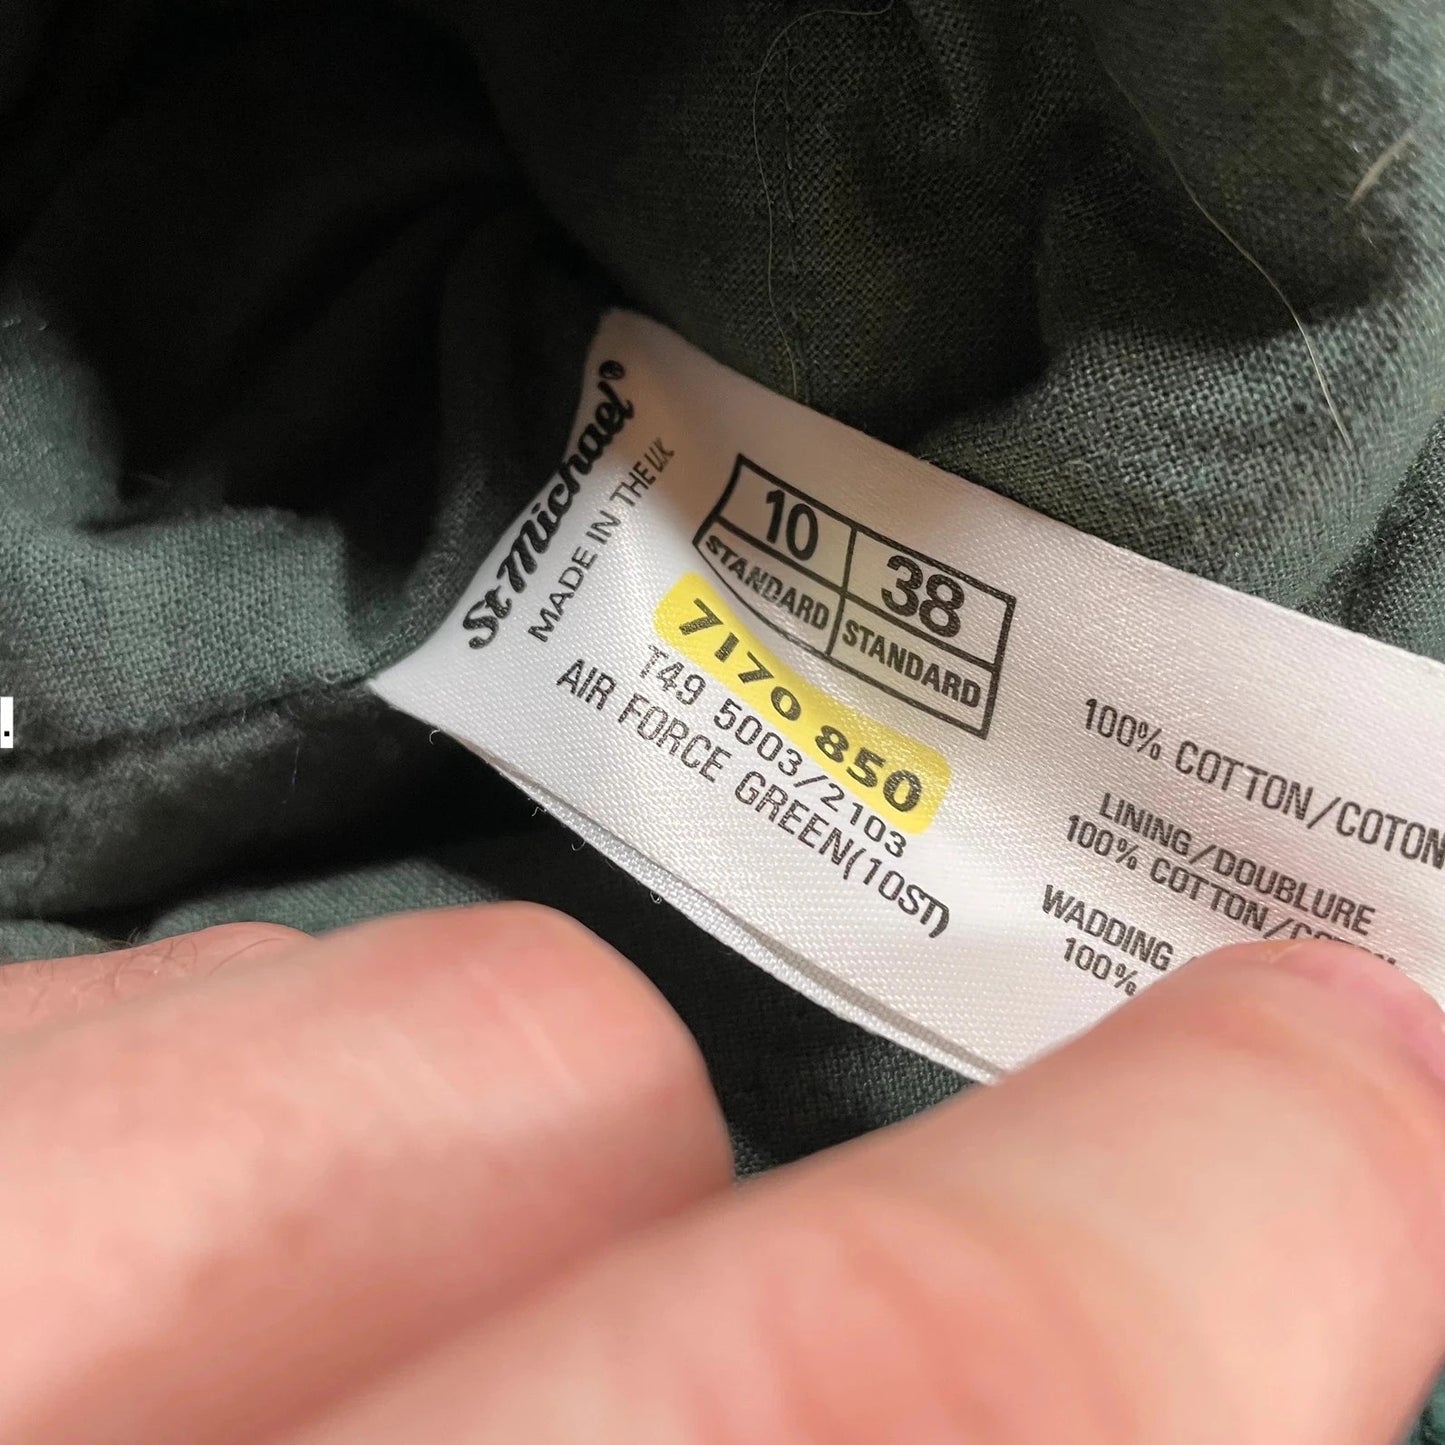 St Michael®
MADE IN THE U.K
10 38
STANDARD STANDARD
7170 850
T49 5003/2103
AIR FORCE GREEN(10ST)
100% COTTON/COTON
LINING/DOUBLURE
100% COTTON/COTON
WADDING
100%
.